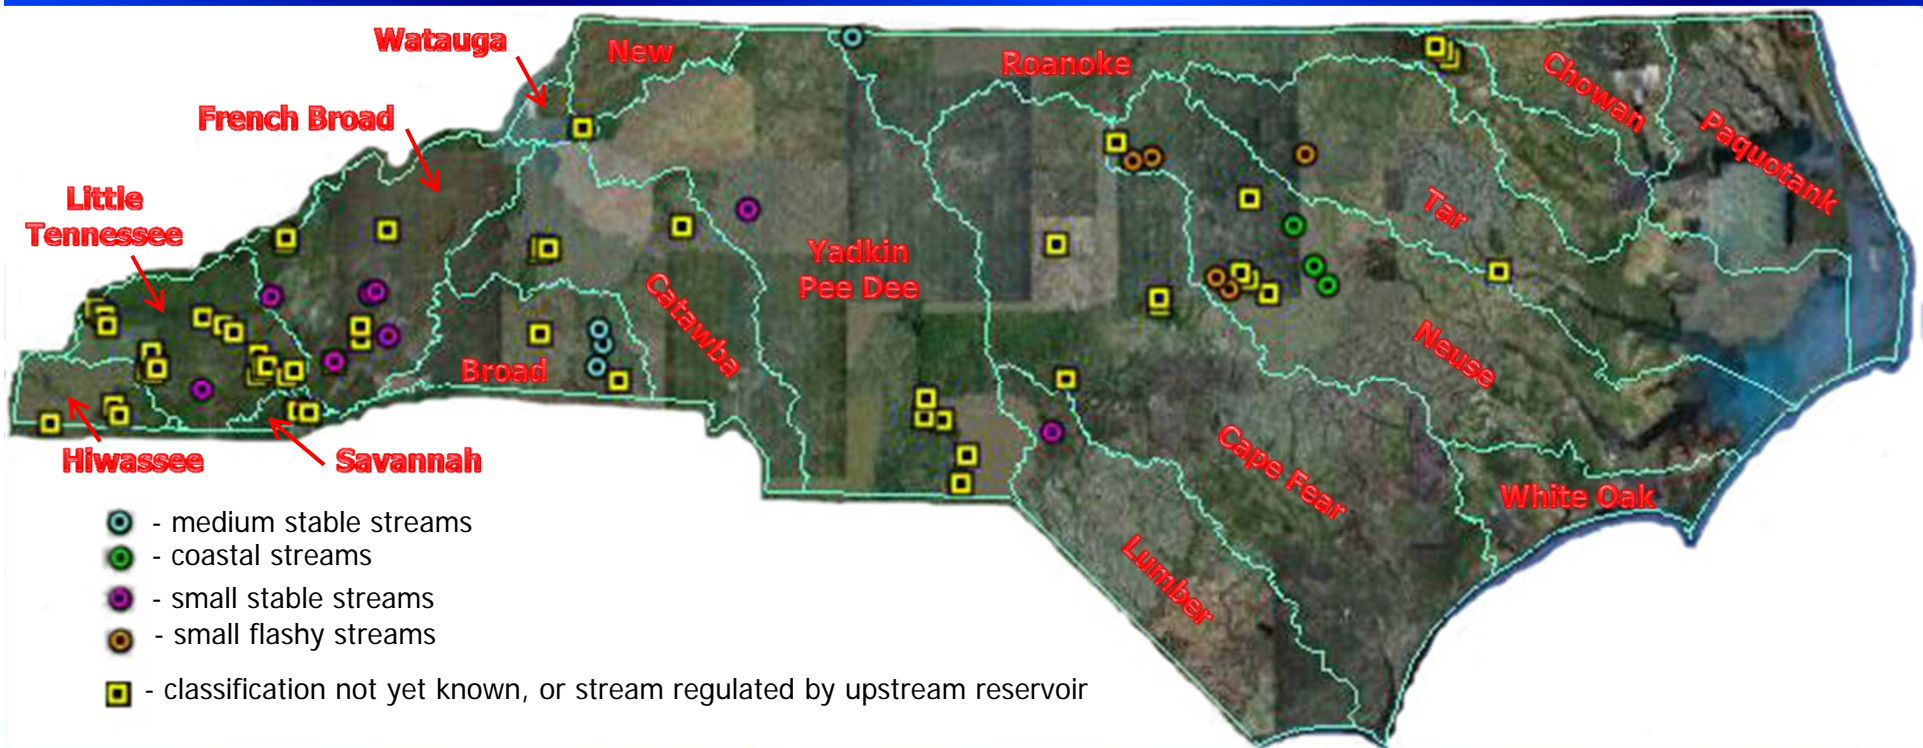 Watauga
New
Roanoke
Chowan
French Broad
Paquotank
Little
Tennessee
Tar
Yadkin
Pee Dee
Catawba
Neuse
Broad
Hiwassee
Savannah
Cape Fear
White Oak
Lumber
- medium stable streams
- coastal streams
- small stable streams
- small flashy streams
- classification not yet known, or stream regulated by upstream reservoir